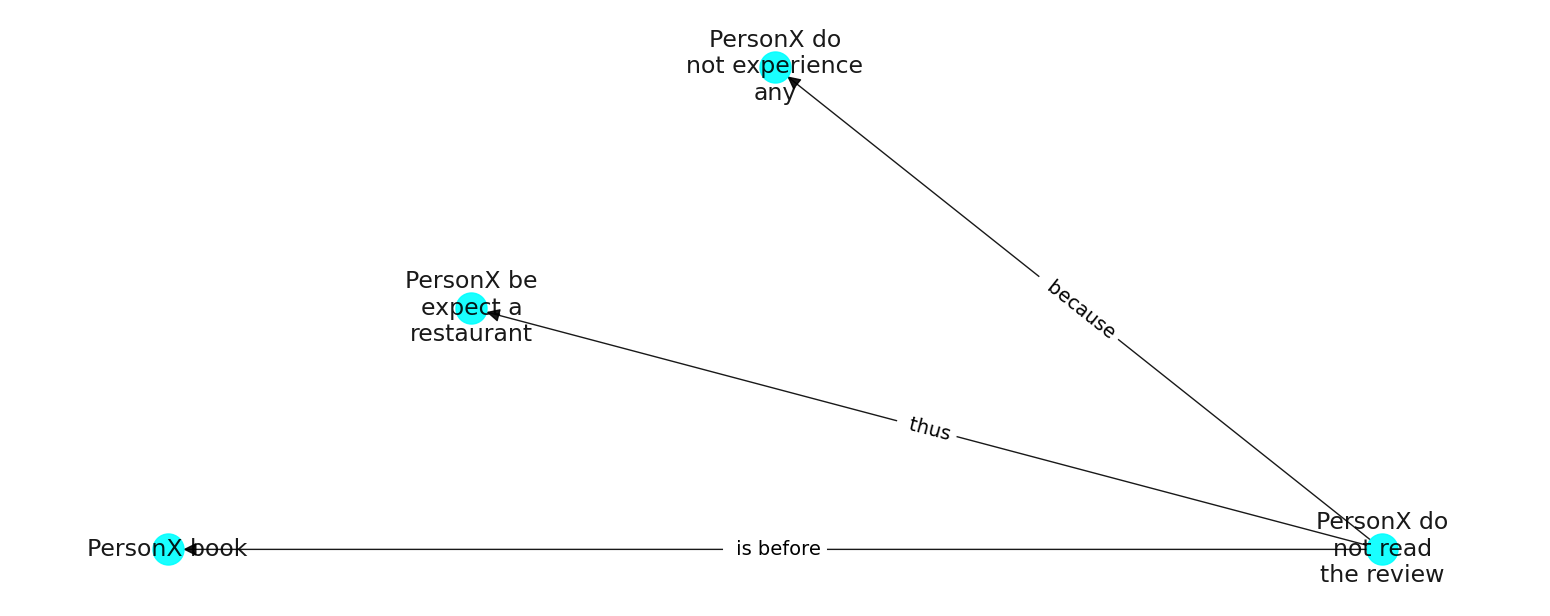 PersonX do
not experience
any
because
PersonX be
expect a
restaurant
thus
PersonX book
is before
PersonX do
not read
the review